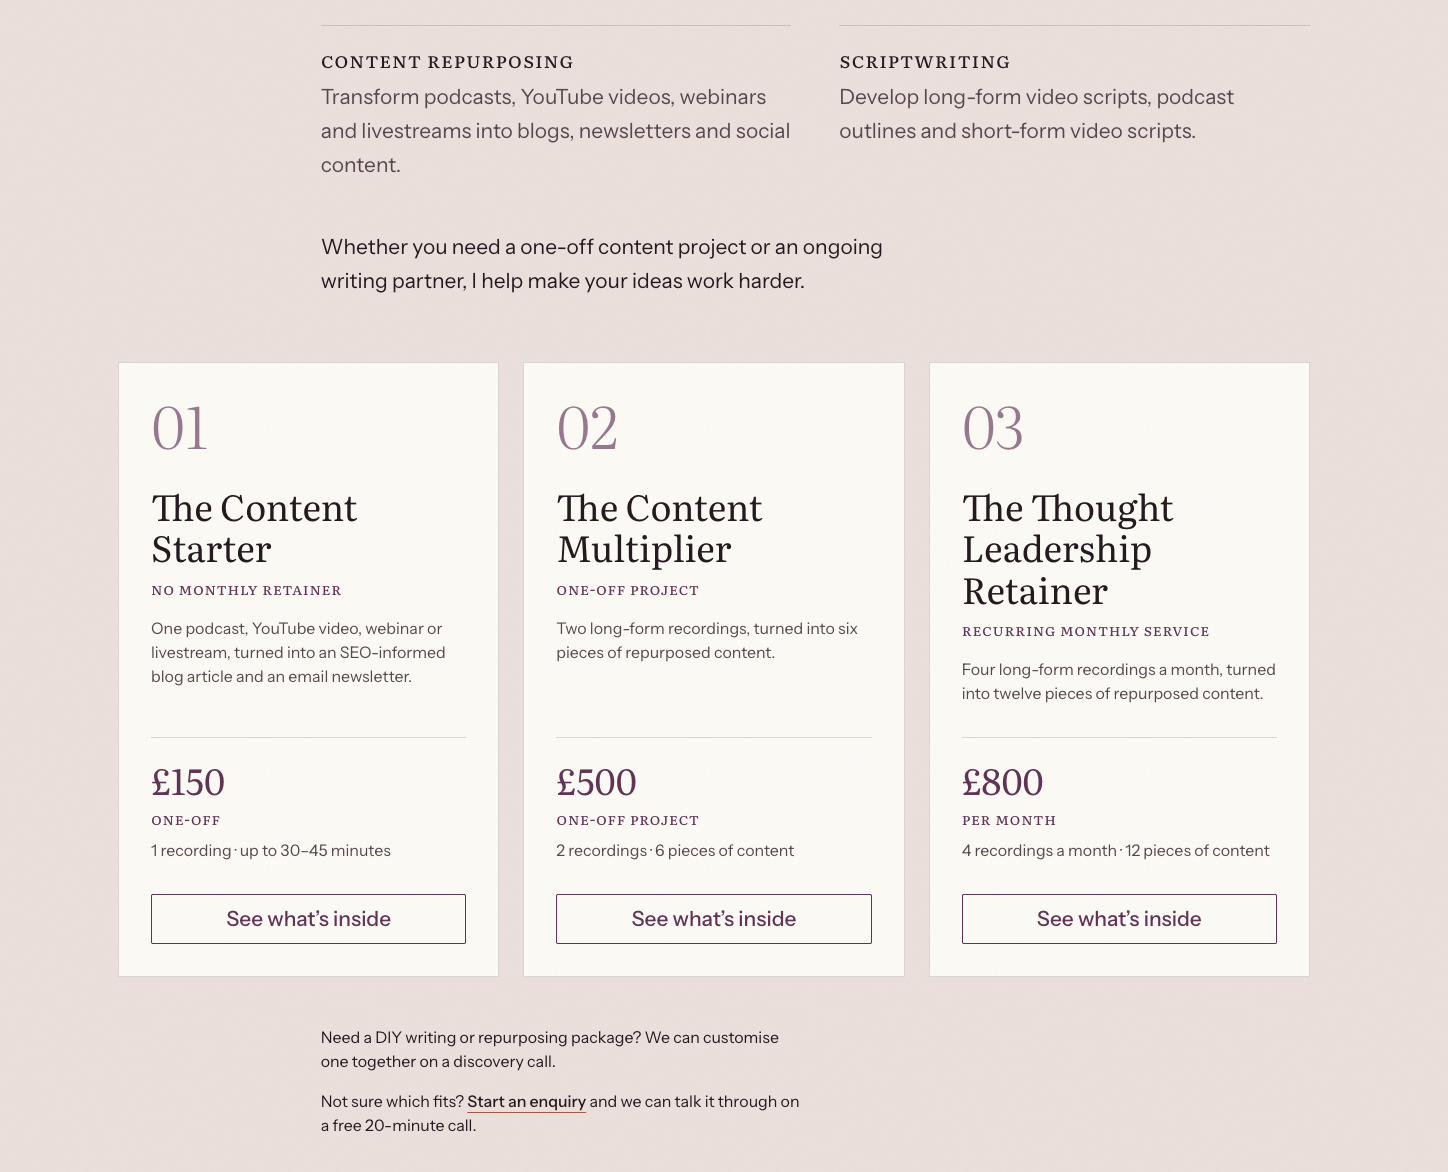 CONTENT REPURPOSING
Transform podcasts, YouTube videos, webinars
and livestreams into blogs, newsletters and social
content.
SCRIPTWRITING
Develop long-form video scripts, podcast
outlines and short-form video scripts.
Whether you need a one-off content project or an ongoing
writing partner, I help make your ideas work harder.
01
The Content
Starter
NO MONTHLY RETAINER
One podcast, YouTube video, webinar or
livestream, turned into an SEO-informed
blog article and an email newsletter.
£150
ONE-OFF
1 recording · up to 30–45 minutes
See what’s inside
02
The Content
Multiplier
ONE-OFF PROJECT
Two long-form recordings, turned into six
pieces of repurposed content.
£500
ONE-OFF PROJECT
2 recordings · 6 pieces of content
See what’s inside
03
The Thought
Leadership
Retainer
RECURRING MONTHLY SERVICE
Four long-form recordings a month, turned
into twelve pieces of repurposed content.
£800
PER MONTH
4 recordings a month · 12 pieces of content
See what’s inside
Need a DIY writing or repurposing package? We can customise
one together on a discovery call.
Not sure which fits? Start an enquiry and we can talk it through on
a free 20-minute call.